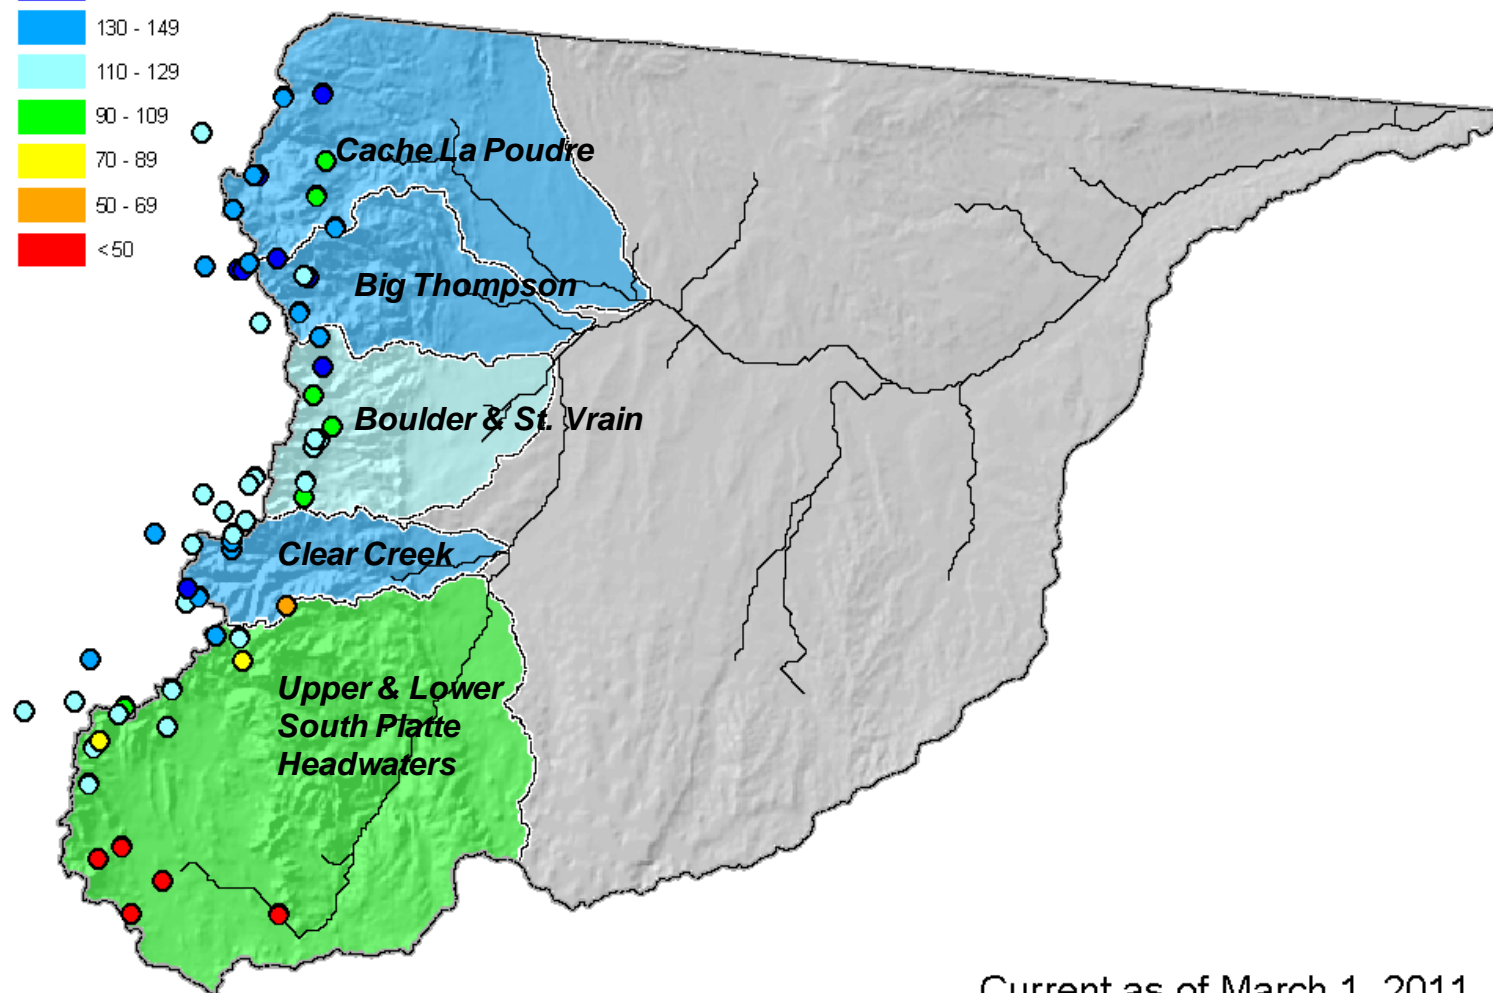 130 - 149
110 - 129
90 - 109
70 - 89
50 - 69
<50
Cache La Poudre
Big Thompson
Boulder & St. Vrain
Clear Creek
Upper & Lower
South Platte
Headwaters
Current as of March 1, 2011